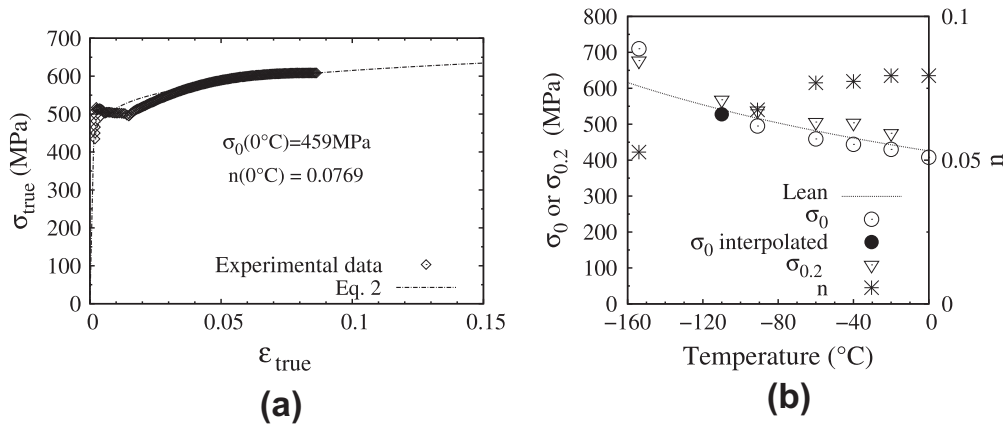 (a)
σtrue (MPa)
700
600
500
400
300
200
100
0
σ0(0°C)=459MPa
n(0°C) = 0.0769
Experimental data
Eq. 2
0 0.05 0.1 0.15
εtrue
(a)
(b)
σ0 or σ0.2 (MPa)
800
700
600
500
400
300
200
100
0
Lean
σ0
σ0 interpolated
σ0.2
n
0.1
0.05
0
n
−160 −120 −80 −40 0
Temperature (°C)
(b)